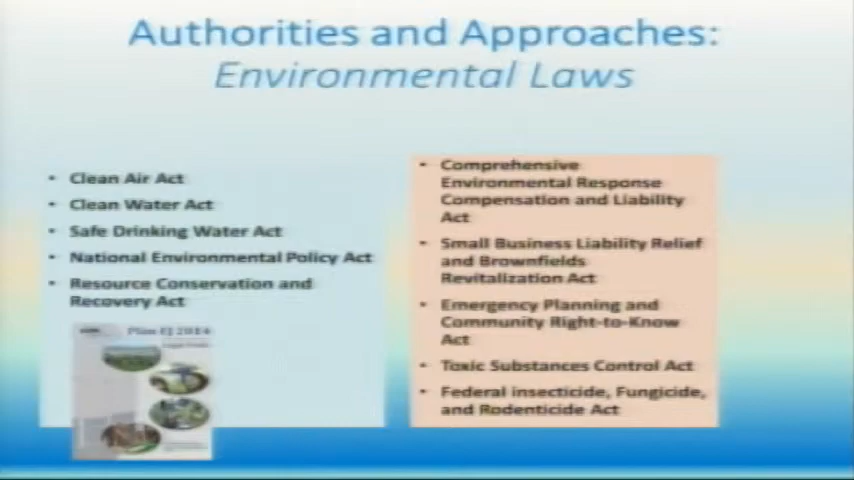 Authorities and Approaches:
Environmental Laws
• Clean Air Act
• Clean Water Act
• Safe Drinking Water Act
• National Environmental Policy Act
• Resource Conservation and
Recovery Act
Plan EJ 2014
• Comprehensive
Environmental Response
Compensation and Liability
Act
• Small Business Liability Relief
and Brownfields
Revitalization Act
• Emergency Planning and
Community Right-to-Know
Act
• Toxic Substances Control Act
• Federal insecticide, Fungicide,
and Rodenticide Act